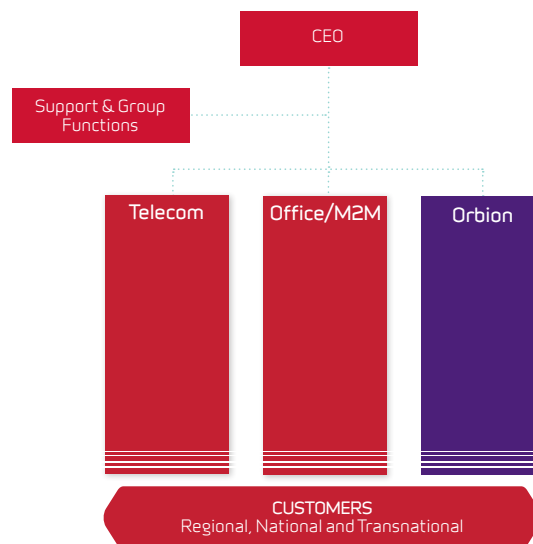 CEO
Support & Group
Functions
Telecom
Office/M2M
Orbion
CUSTOMERS
Regional, National and Transnational